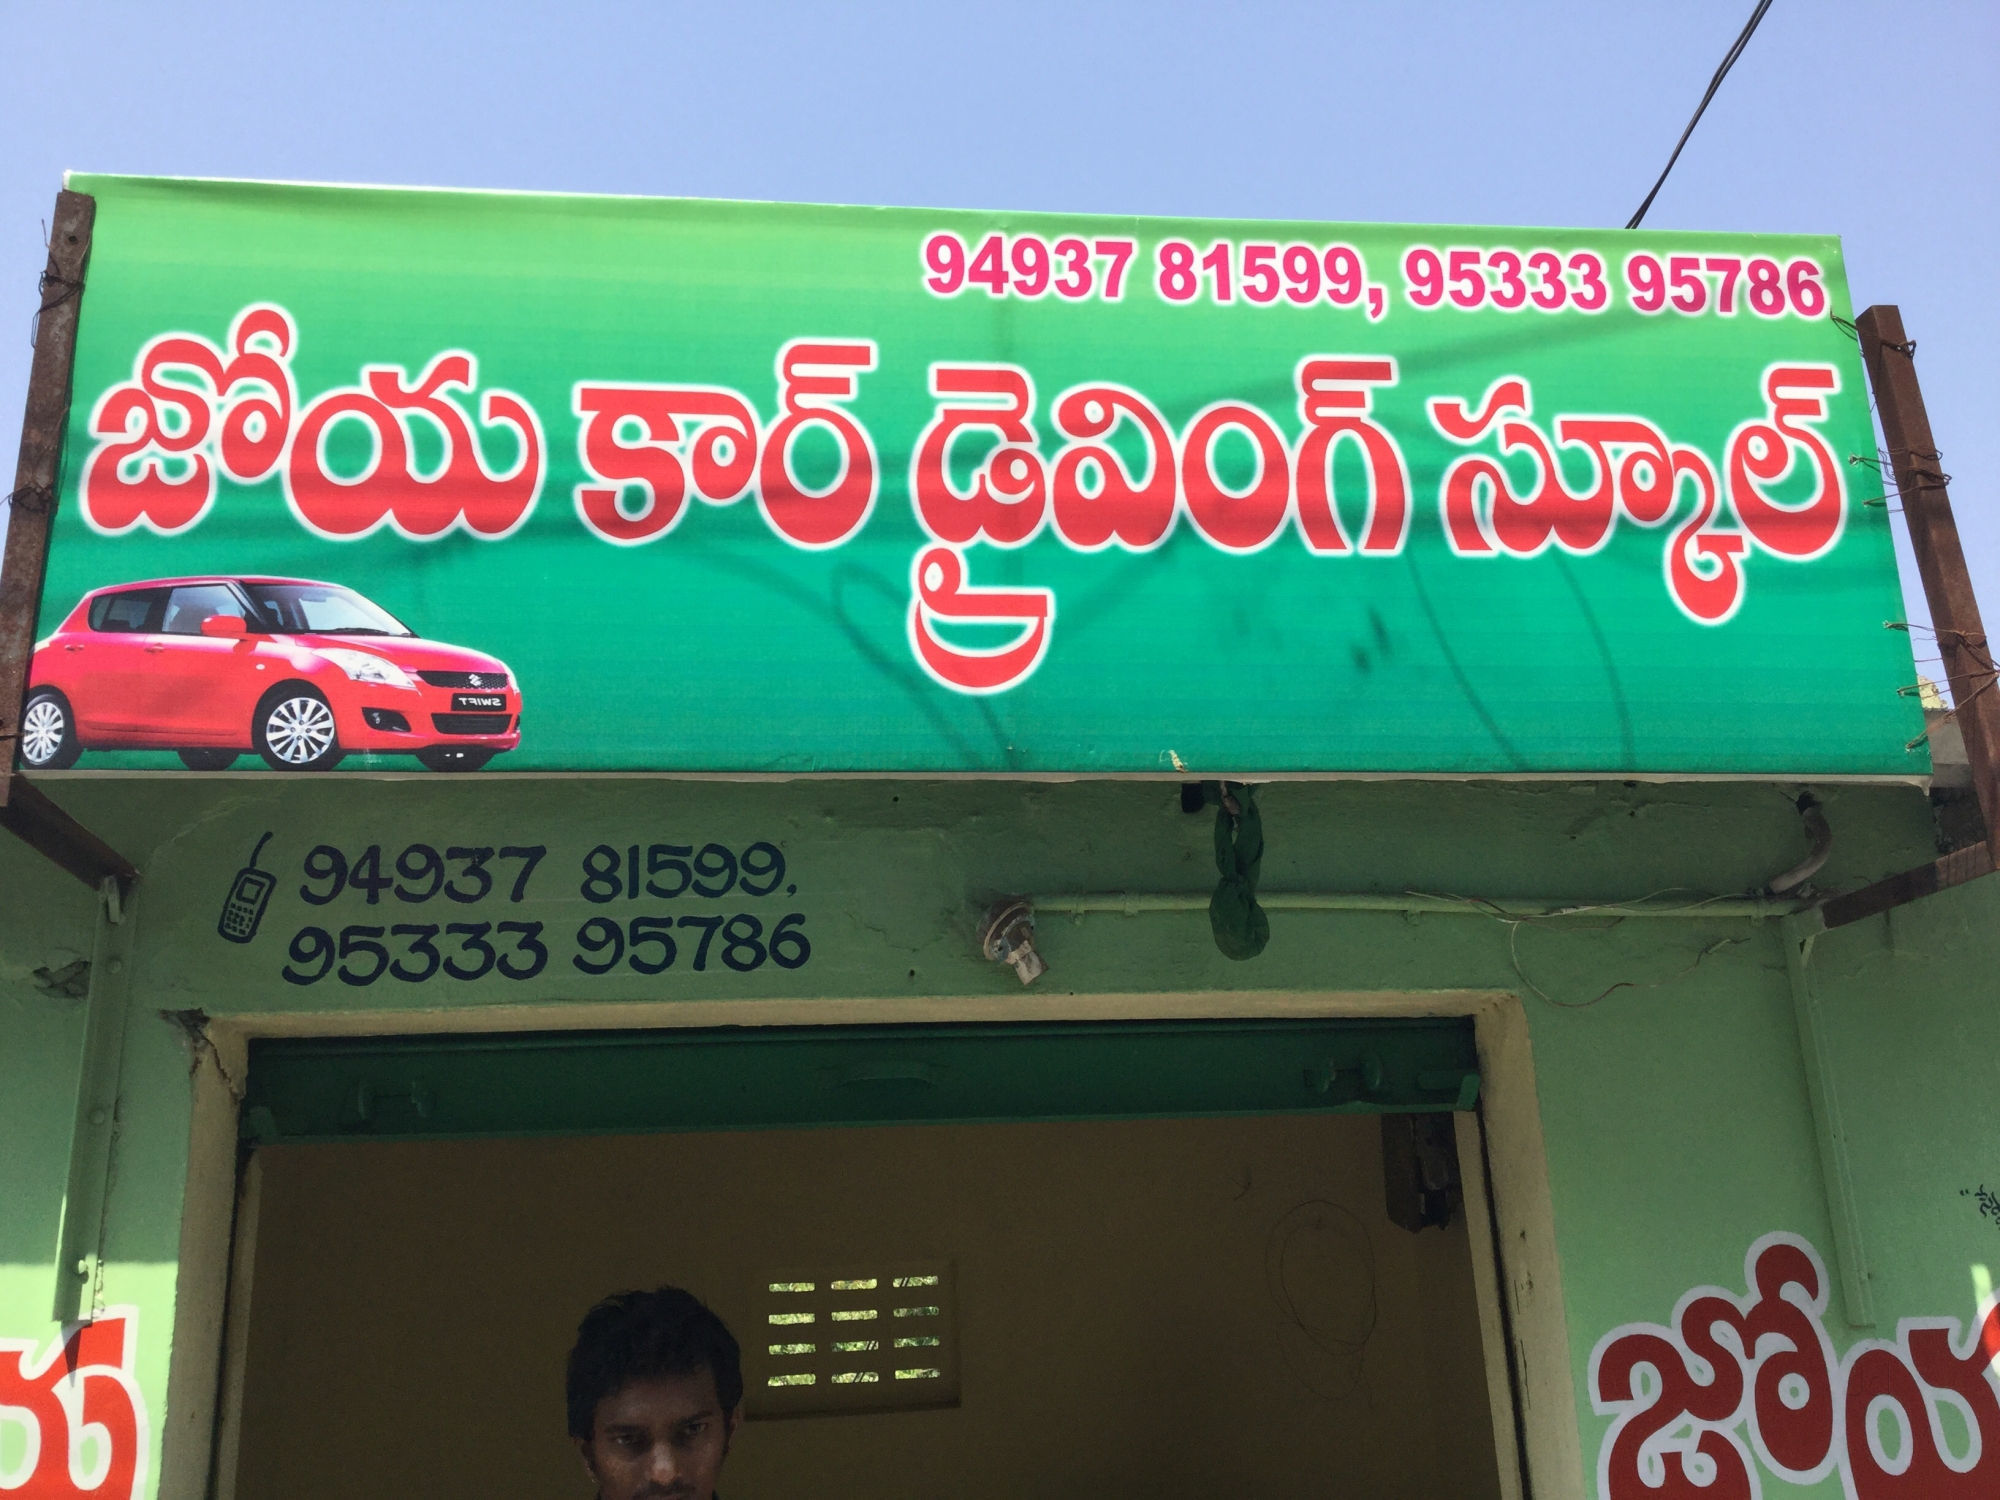 94937 81599, 95333 95786
జోయ కార్ డ్రైవింగ్ స్కూల్
SWIFT
94937 81599,
95333 95786
య
జోయ